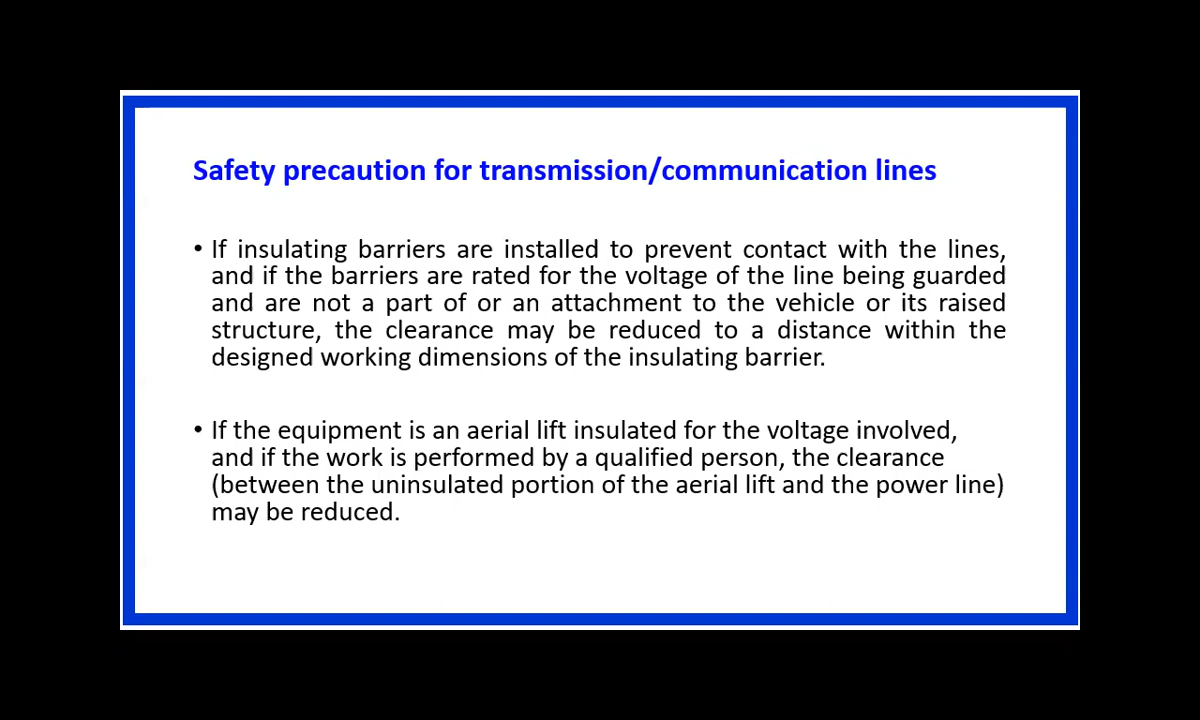 Safety precaution for transmission/communication lines
• If insulating barriers are installed to prevent contact with the lines,
and if the barriers are rated for the voltage of the line being guarded
and are not a part of or an attachment to the vehicle or its raised
structure, the clearance may be reduced to a distance within the
designed working dimensions of the insulating barrier.
• If the equipment is an aerial lift insulated for the voltage involved,
and if the work is performed by a qualified person, the clearance
(between the uninsulated portion of the aerial lift and the power line)
may be reduced.